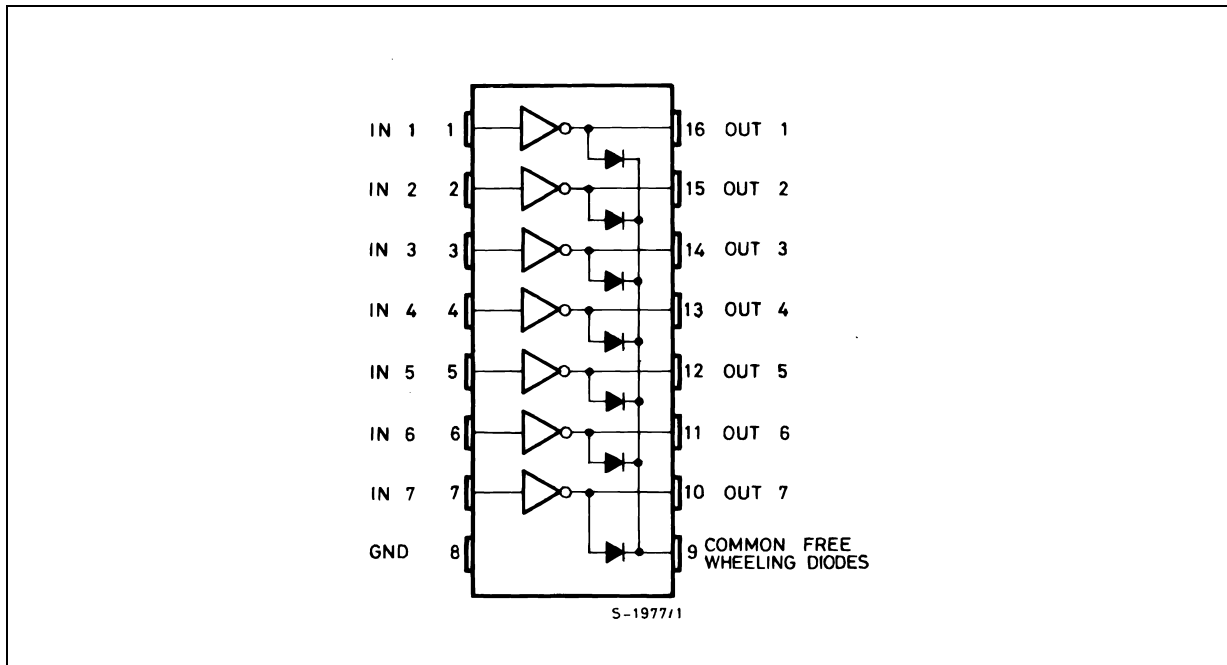 IN 1 1 16 OUT 1
IN 2 2 15 OUT 2
IN 3 3 14 OUT 3
IN 4 4 13 OUT 4
IN 5 5 12 OUT 5
IN 6 6 11 OUT 6
IN 7 7 10 OUT 7
GND 8 9 COMMON FREE
WHEELING DIODES
S-1977/1